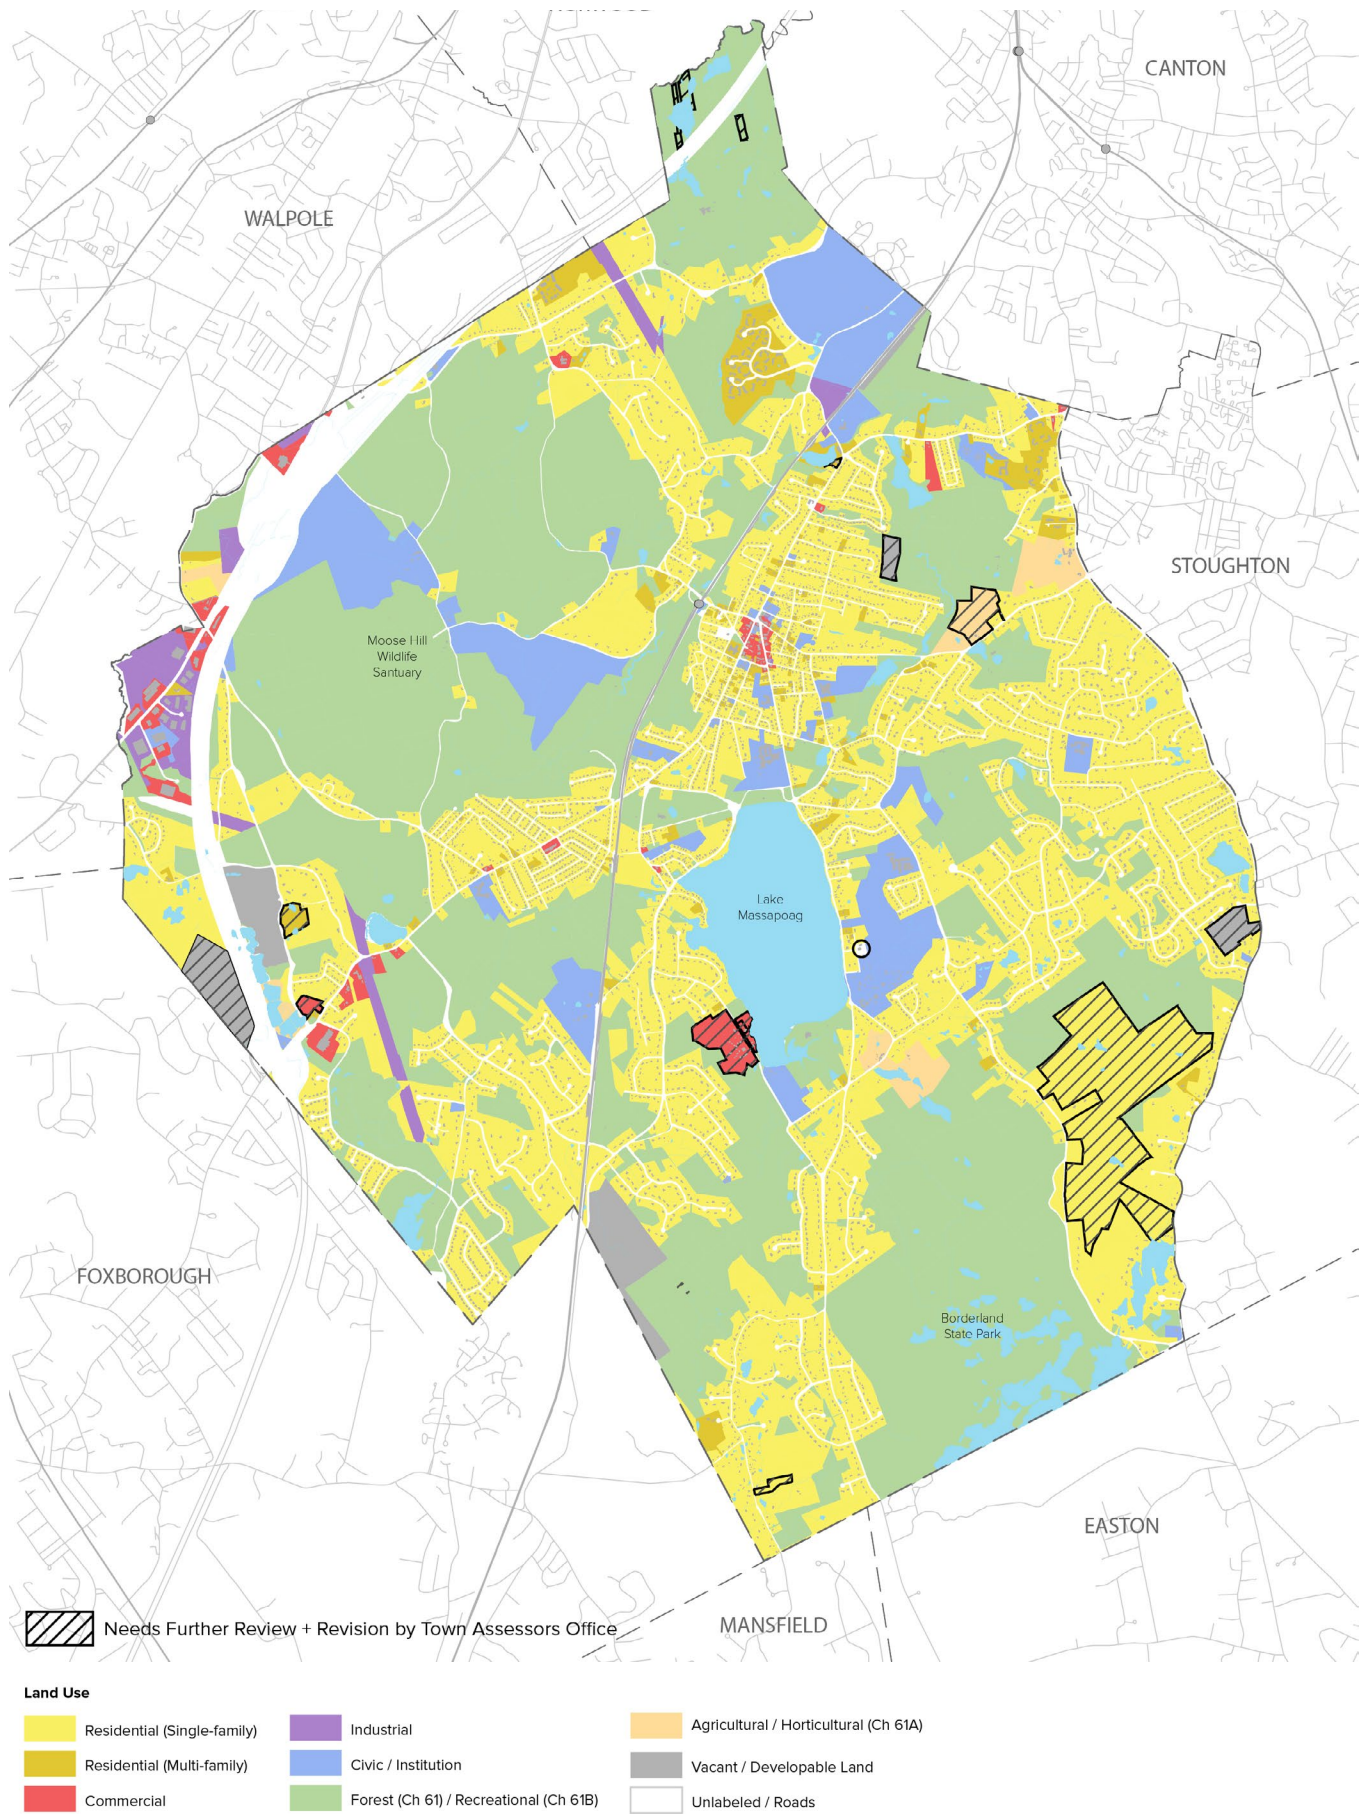 CANTON
WALPOLE
STOUGHTON
Moose Hill
Wildlife
Santuary
Lake
Massapoag
FOXBOROUGH
Borderland
State Park
EASTON
MANSFIELD
Needs Further Review + Revision by Town Assessors Office
Land Use
Residential (Single-family)
Residential (Multi-family)
Commercial
Industrial
Civic / Institution
Forest (Ch 61) / Recreational (Ch 61B)
Agricultural / Horticultural (Ch 61A)
Vacant / Developable Land
Unlabeled / Roads